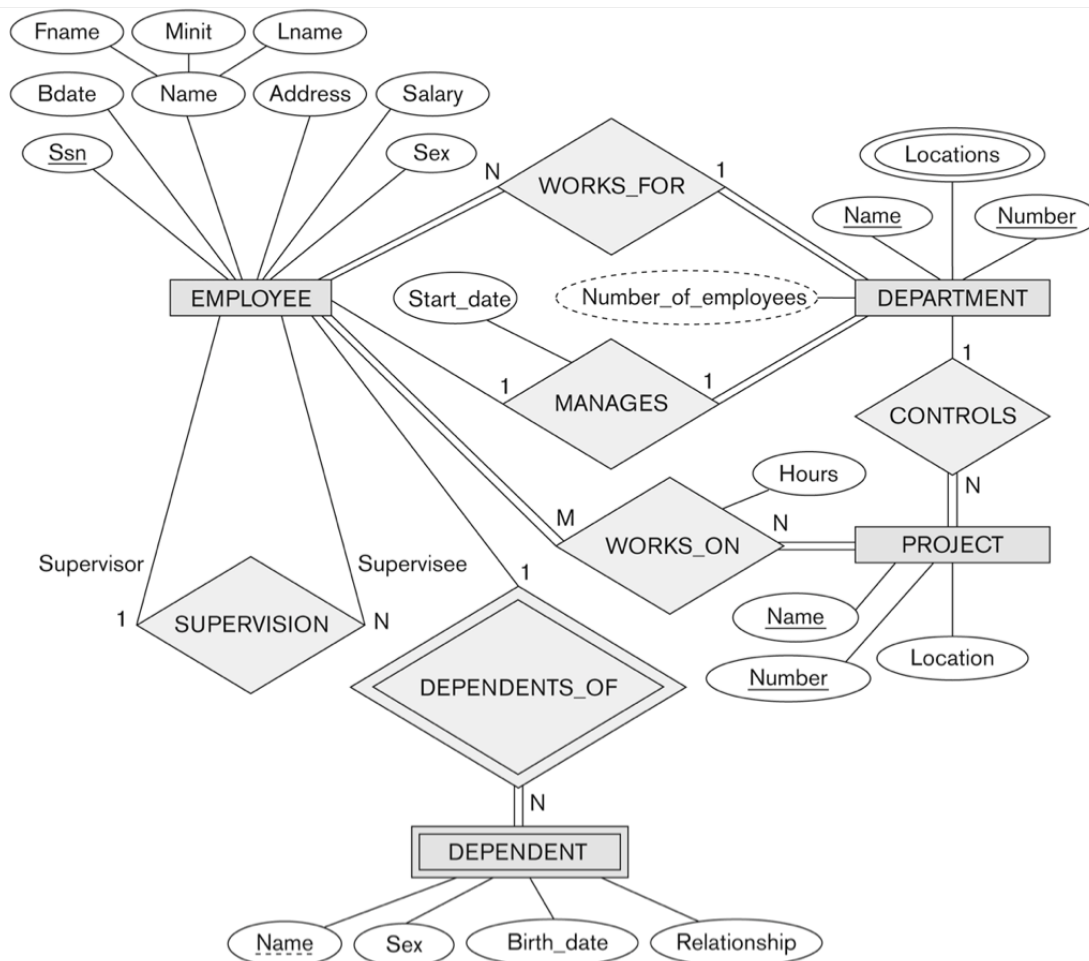 Fname
Minit
Lname
Bdate
Name
Address
Salary
Ssn
Sex
N
WORKS_FOR
1
Locations
Name
Number
EMPLOYEE
Start_date
Number_of_employees
DEPARTMENT
1
MANAGES
1
1
CONTROLS
N
Hours
M
WORKS_ON
N
PROJECT
Supervisor
Supervisee
1
SUPERVISION
N
1
Name
Number
Location
DEPENDENTS_OF
N
DEPENDENT
Name
Sex
Birth_date
Relationship